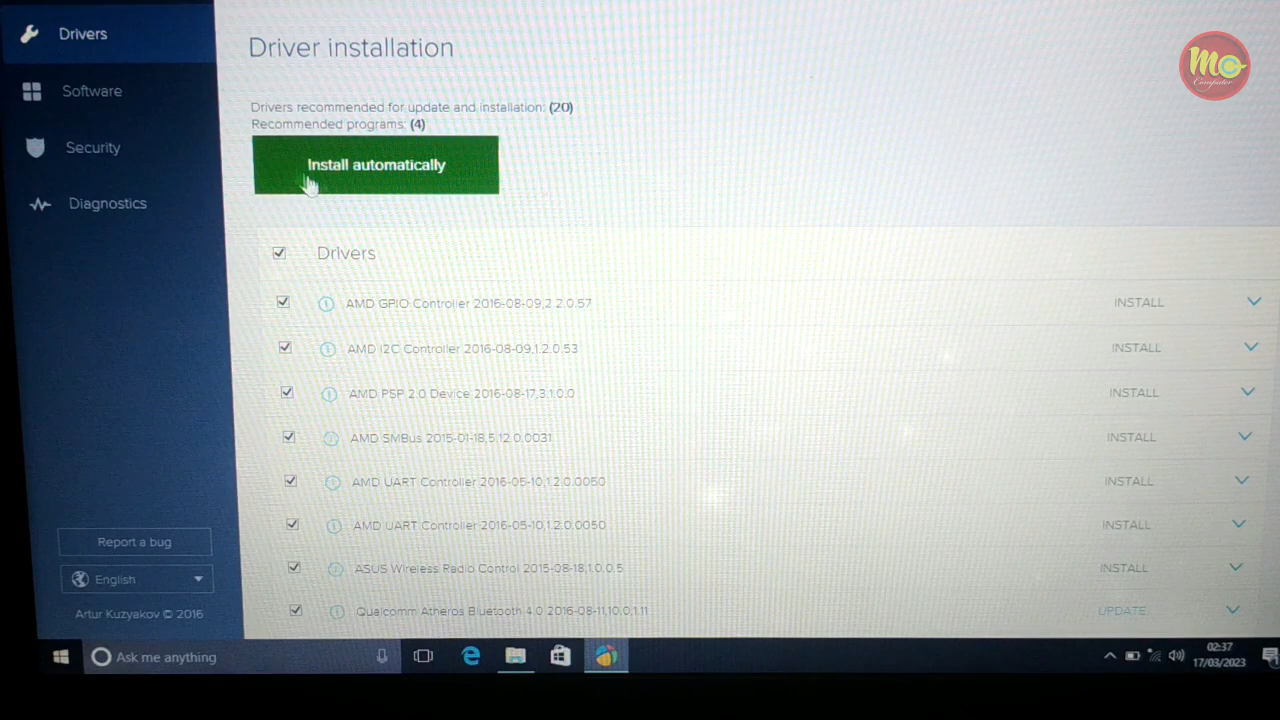 Drivers
Software
Security
Diagnostics
Report a bug
English
Artur Kuzyakov © 2016
Driver installation
Drivers recommended for update and installation: (20)
Recommended programs: (4)
Install automatically
Drivers
AMD GPIO Controller 2016-08-09,2.2.0.57 INSTALL
AMD I2C Controller 2016-08-09,1.2.0.53 INSTALL
AMD PSP 2.0 Device 2016-08-17,3.1.0.0 INSTALL
AMD SMBus 2015-01-18,5.12.0.0031 INSTALL
AMD UART Controller 2016-05-10,1.2.0.0050 INSTALL
AMD UART Controller 2016-05-10,1.2.0.0050 INSTALL
ASUS Wireless Radio Control 2015-08-18,1.0.0.5 INSTALL
Qualcomm Atheros Bluetooth 4.0 2016-08-11,10.0.1.11 UPDATE
Ask me anything
02:37
17/03/2023
MC
Computer